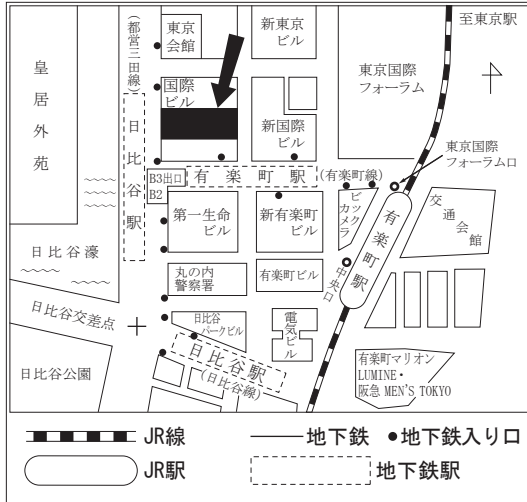 至東京駅
東京
会館
新東京
ビル
(都営三田線)
皇居外苑
国際
ビル
東京国際
フォーラム
日比谷駅
新国際
ビル
東京国際
フォーラム口
B3出口
B2
有楽町駅
(有楽町線)
ビックカメラ
有楽町駅
交通会館
第一生命
ビル
新有楽町
ビル
日比谷濠
丸の内
警察署
有楽町ビル
中央口
日比谷交差点
日比谷
パークビル
電気ビル
日比谷駅
(日比谷線)
日比谷公園
有楽町マリオン
LUMINE・
阪急 MEN'S TOKYO
JR線
地下鉄
●地下鉄入り口
JR駅
地下鉄駅